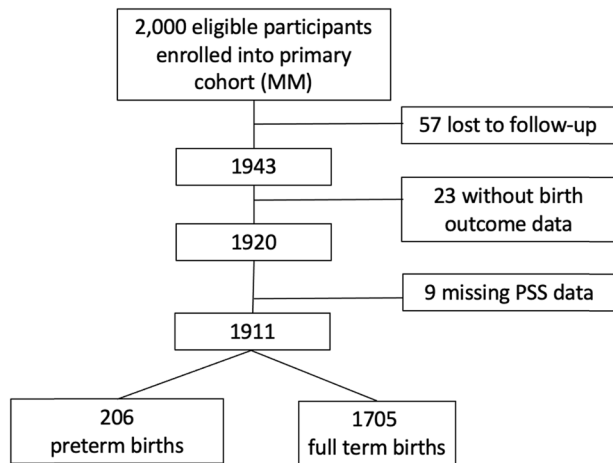 2,000 eligible participants
enrolled into primary
cohort (MM)
57 lost to follow-up
1943
23 without birth
outcome data
1920
9 missing PSS data
1911
206
preterm births
1705
full term births